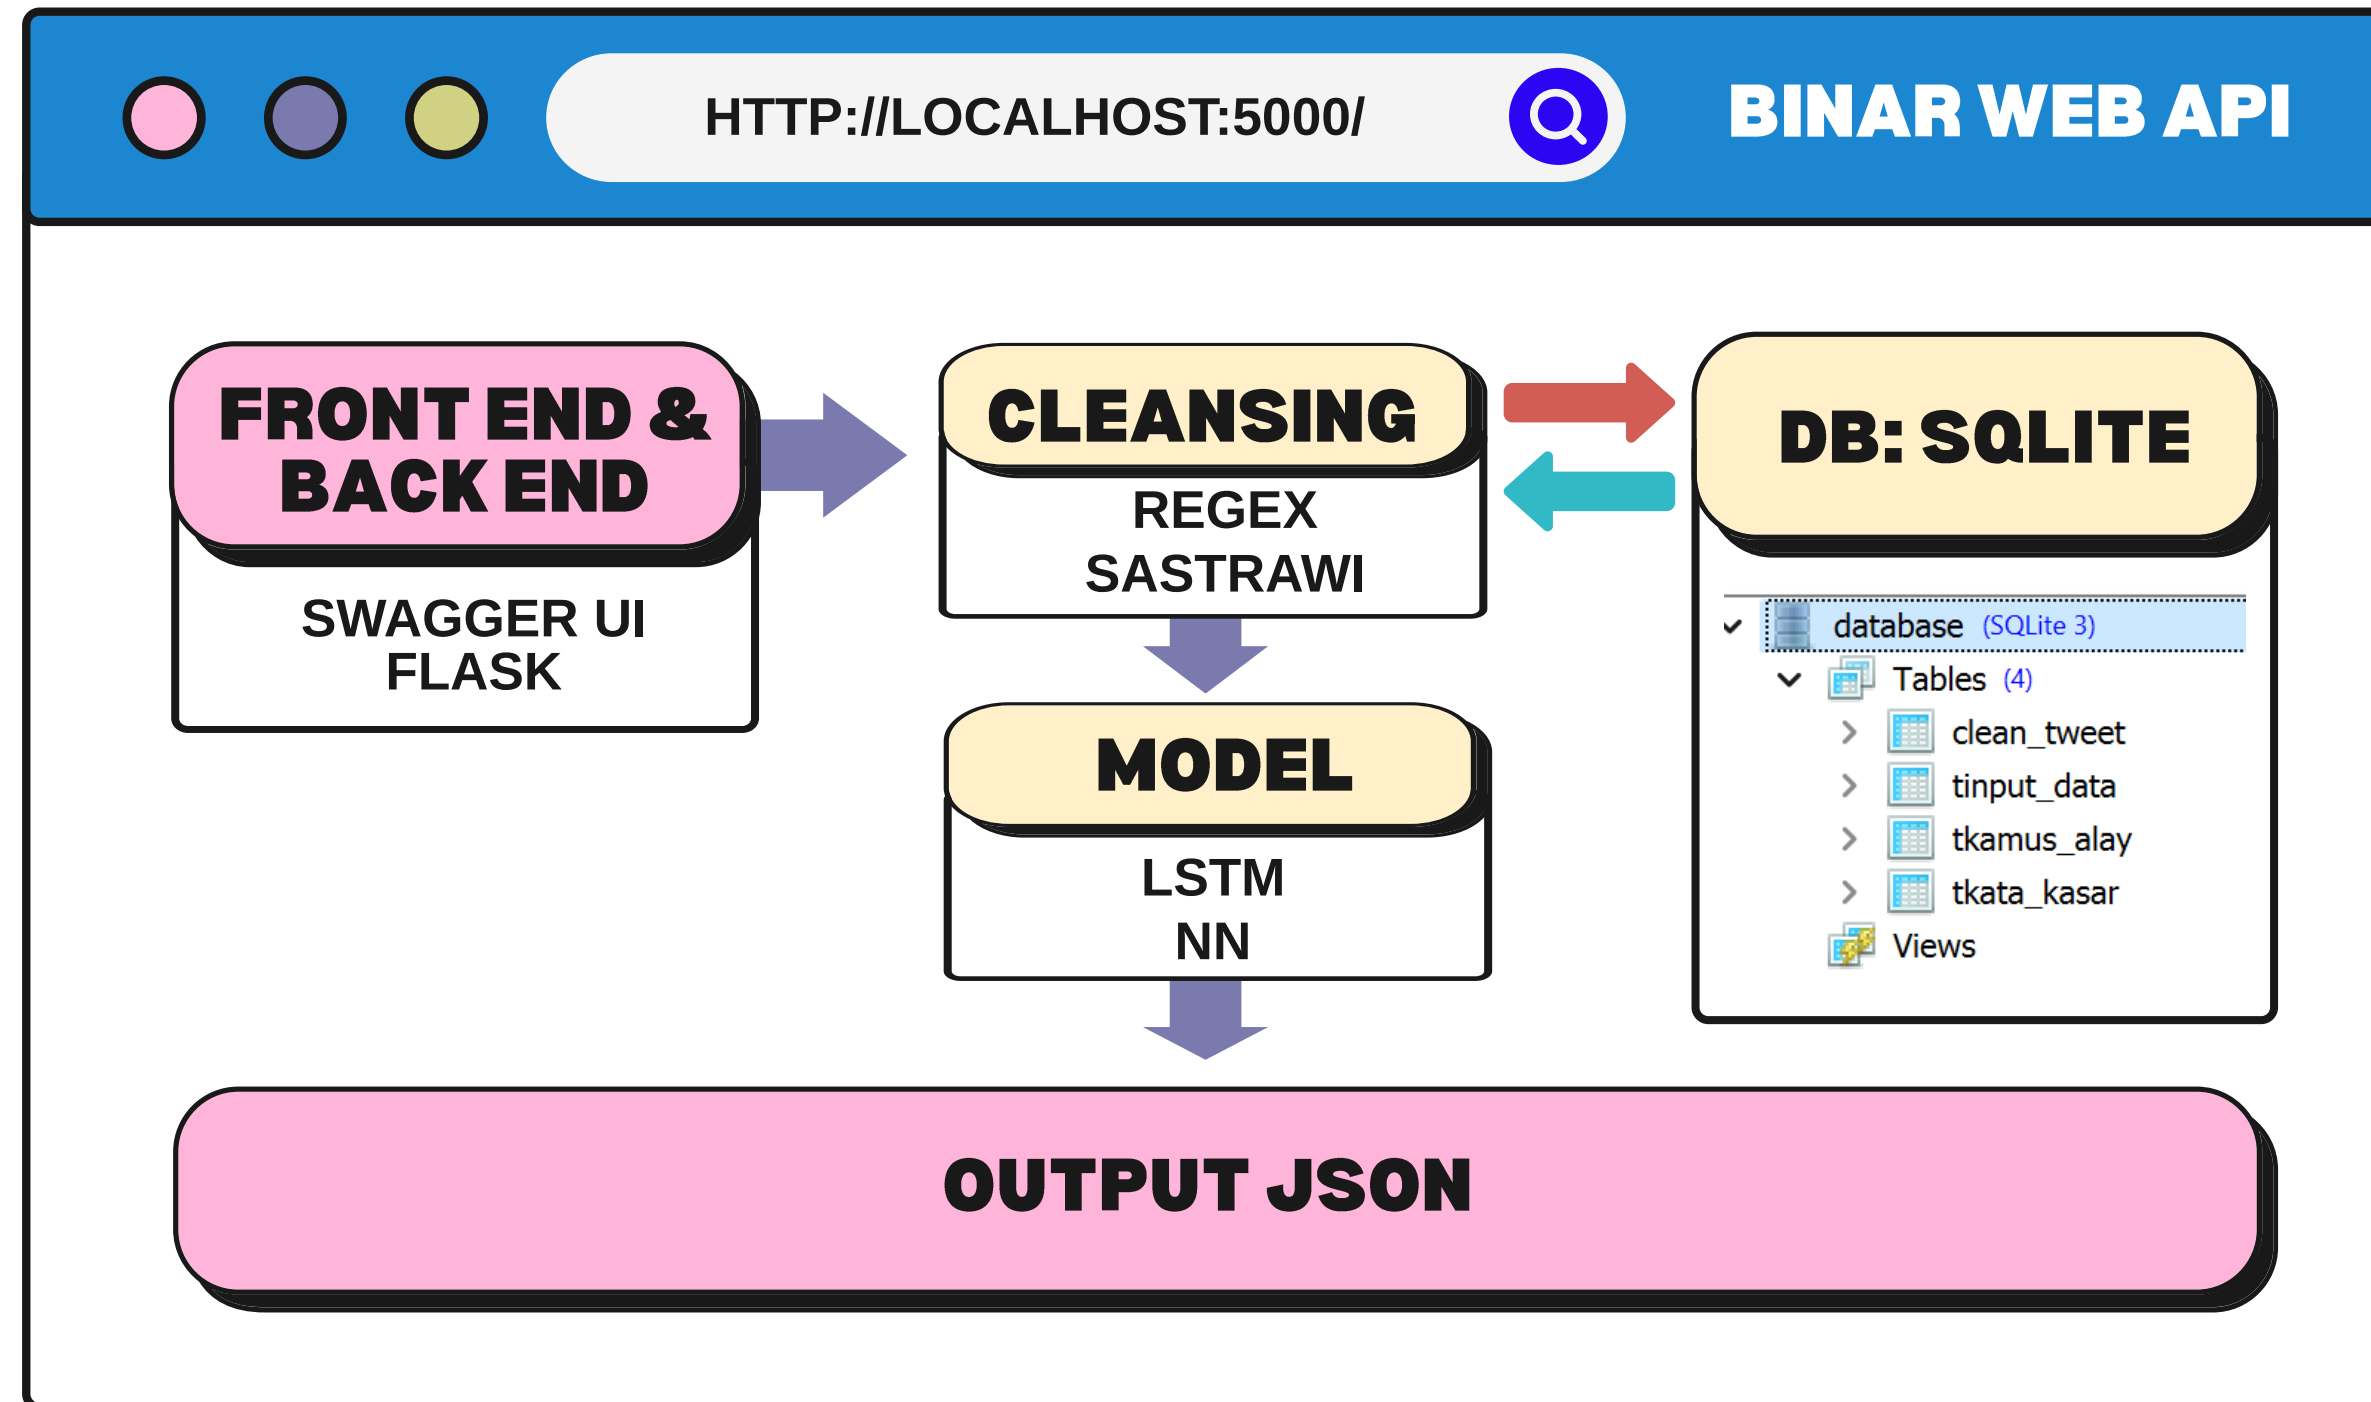 HTTP://LOCALHOST:5000/
BINAR WEB API
FRONT END &
BACK END
SWAGGER UI
FLASK
CLEANSING
REGEX
SASTRAWI
MODEL
LSTM
NN
DB: SQLITE
database (SQLite 3)
Tables (4)
clean_tweet
tinput_data
tkamus_alay
tkata_kasar
Views
OUTPUT JSON